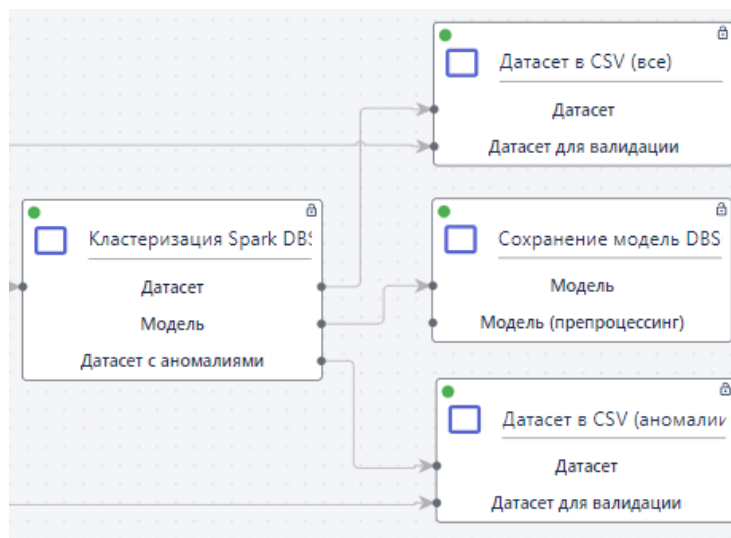 Датасет в CSV (все)
Датасет
Датасет для валидации
Кластеризация Spark DBS
Датасет
Модель
Датасет с аномалиями
Сохранение модель DBS
Модель
Модель (препроцессинг)
Датасет в CSV (аномалии
Датасет
Датасет для валидации